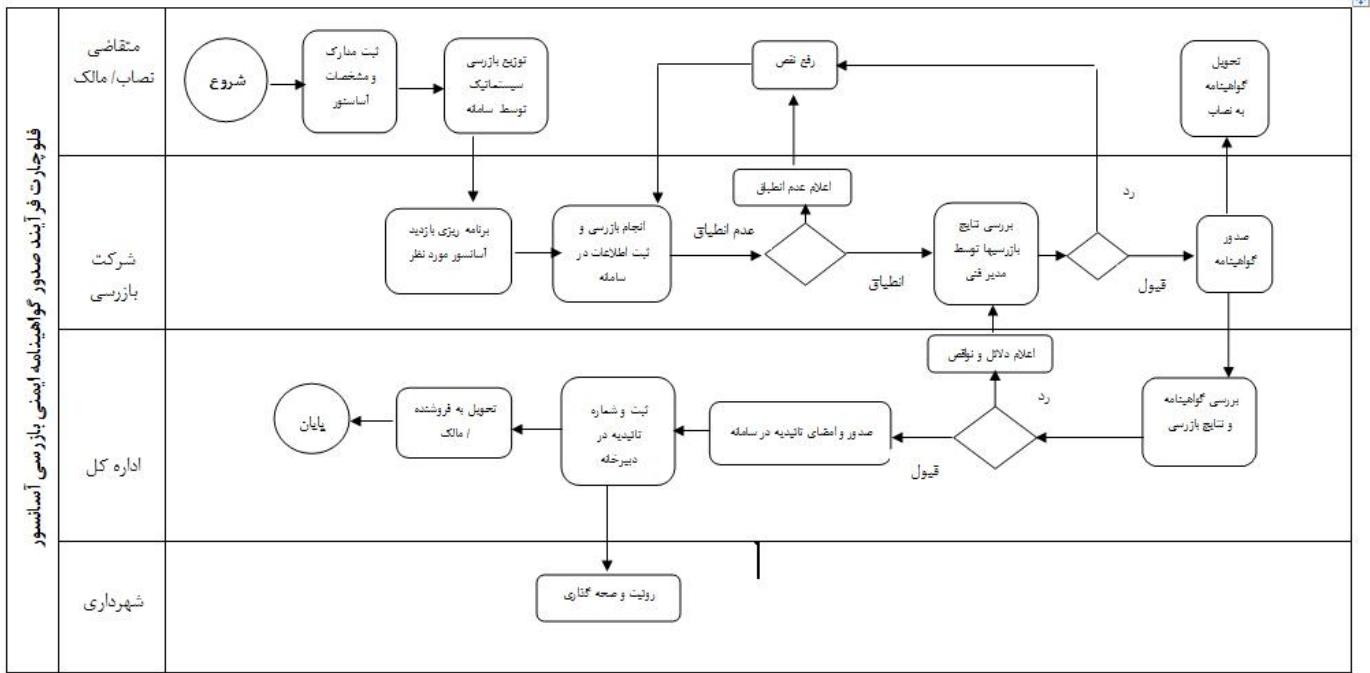 فلوچارت فرآیند صدور گواهینامه ایمنی بازرسی آسانسور
متقاضی
نصاب/ مالک
شروع
ثبت مدارک
و مشخصات
آسانسور
توزیع بازرسی
سیستماتیک
توسط سامانه
رفع نقص
تحویل
گواهینامه
به نصاب
شرکت
بازرسی
برنامه ریزی بازدید
آسانسور مورد نظر
انجام بازرسی و
ثبت اطلاعات در
سامانه
عدم انطباق
اعلام عدم انطباق
انطباق
بررسی نتایج
بازرسیها توسط
مدیر فنی
رد
قبول
صدور
گواهینامه
اداره کل
بررسی گواهینامه
و نتایج بازرسی
اعلام دلائل و نواقص
رد
قبول
صدور و امضای تائیدیه در سامانه
ثبت و شماره
تائیدیه در
دبیرخانه
تحویل به فروشنده
/ مالک
پایان
شهرداری
روئیت و صحه گذاری